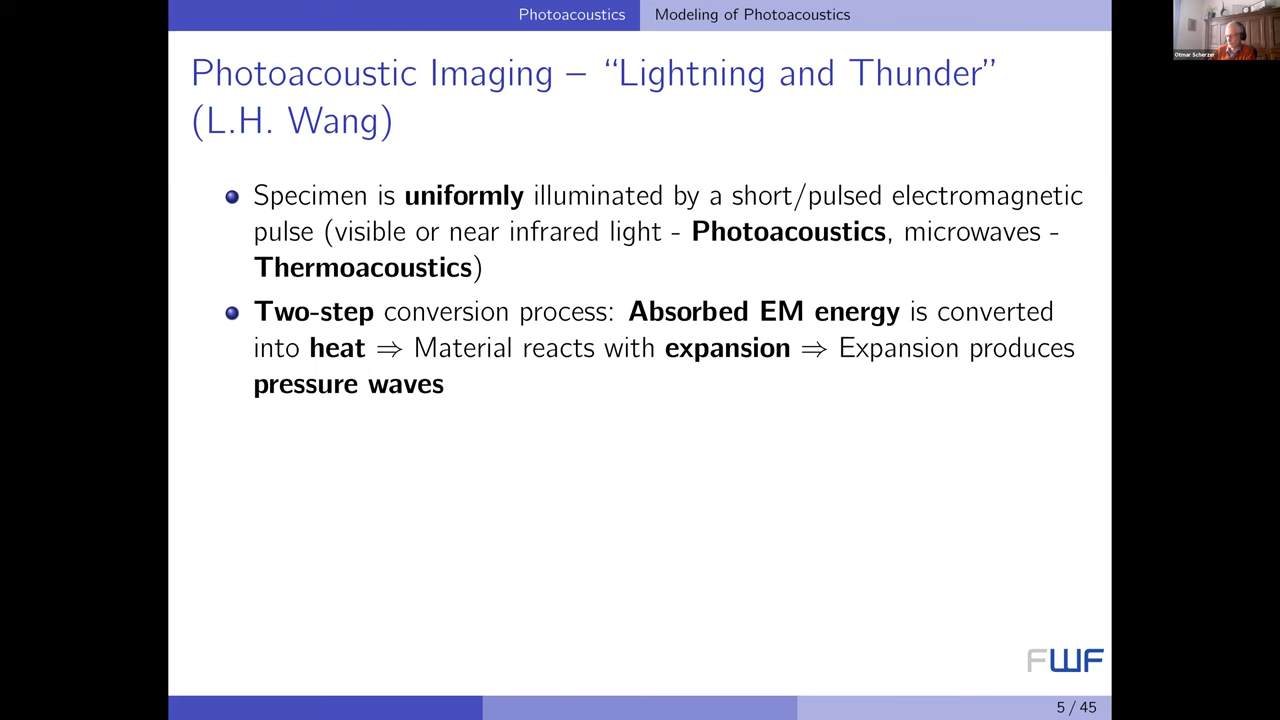 Photoacoustics Modeling of Photoacoustics
Otmar Scherzer
Photoacoustic Imaging – “Lightning and Thunder”
(L.H. Wang)
Specimen is uniformly illuminated by a short/pulsed electromagnetic
pulse (visible or near infrared light - Photoacoustics, microwaves -
Thermoacoustics)
Two-step conversion process: Absorbed EM energy is converted
into heat ⇒ Material reacts with expansion ⇒ Expansion produces
pressure waves
FWF
5 / 45